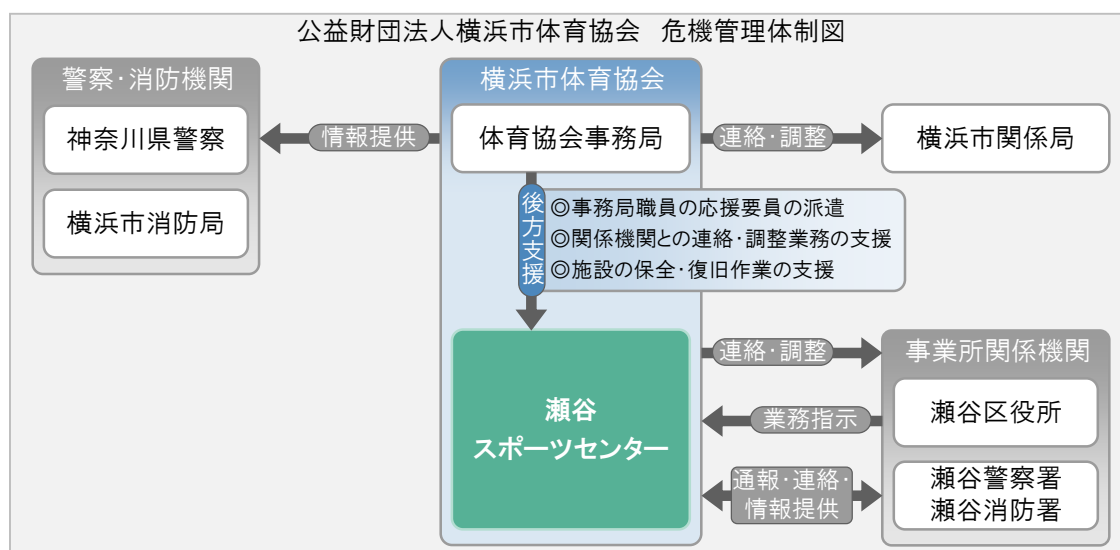 公益財団法人横浜市体育協会　危機管理体制図
警察・消防機関
神奈川県警察
横浜市消防局
情報提供
横浜市体育協会
体育協会事務局
連絡・調整
横浜市関係局
後方支援
◎事務局職員の応援要員の派遣
◎関係機関との連絡・調整業務の支援
◎施設の保全・復旧作業の支援
瀬谷
スポーツセンター
連絡・調整
業務指示
通報・連絡・
情報提供
事業所関係機関
瀬谷区役所
瀬谷警察署
瀬谷消防署